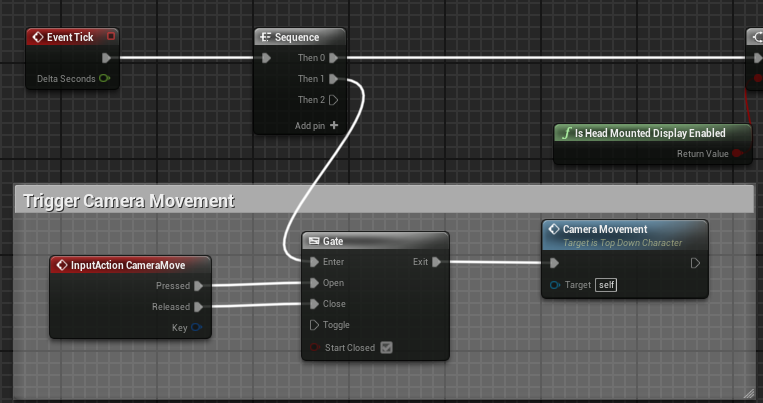 Event Tick
Delta Seconds
Sequence
Then 0
Then 1
Then 2
Add pin +
f Is Head Mounted Display Enabled
Return Value
Trigger Camera Movement
InputAction CameraMove
Pressed
Released
Key
Gate
Enter Exit
Open
Close
Toggle
Start Closed
Camera Movement
Target is Top Down Character
Target self